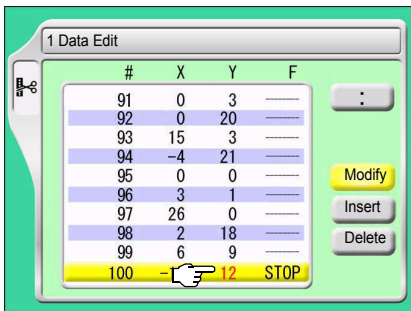 1 Data Edit
# X Y F
91 0 3 -------
92 0 20 -------
:
93 15 3 -------
94 −4 21 -------
95 0 0 -------
Modify
96 3 1 -------
97 26 0 -------
Insert
98 2 18 -------
Delete
99 6 9 -------
100 12 STOP